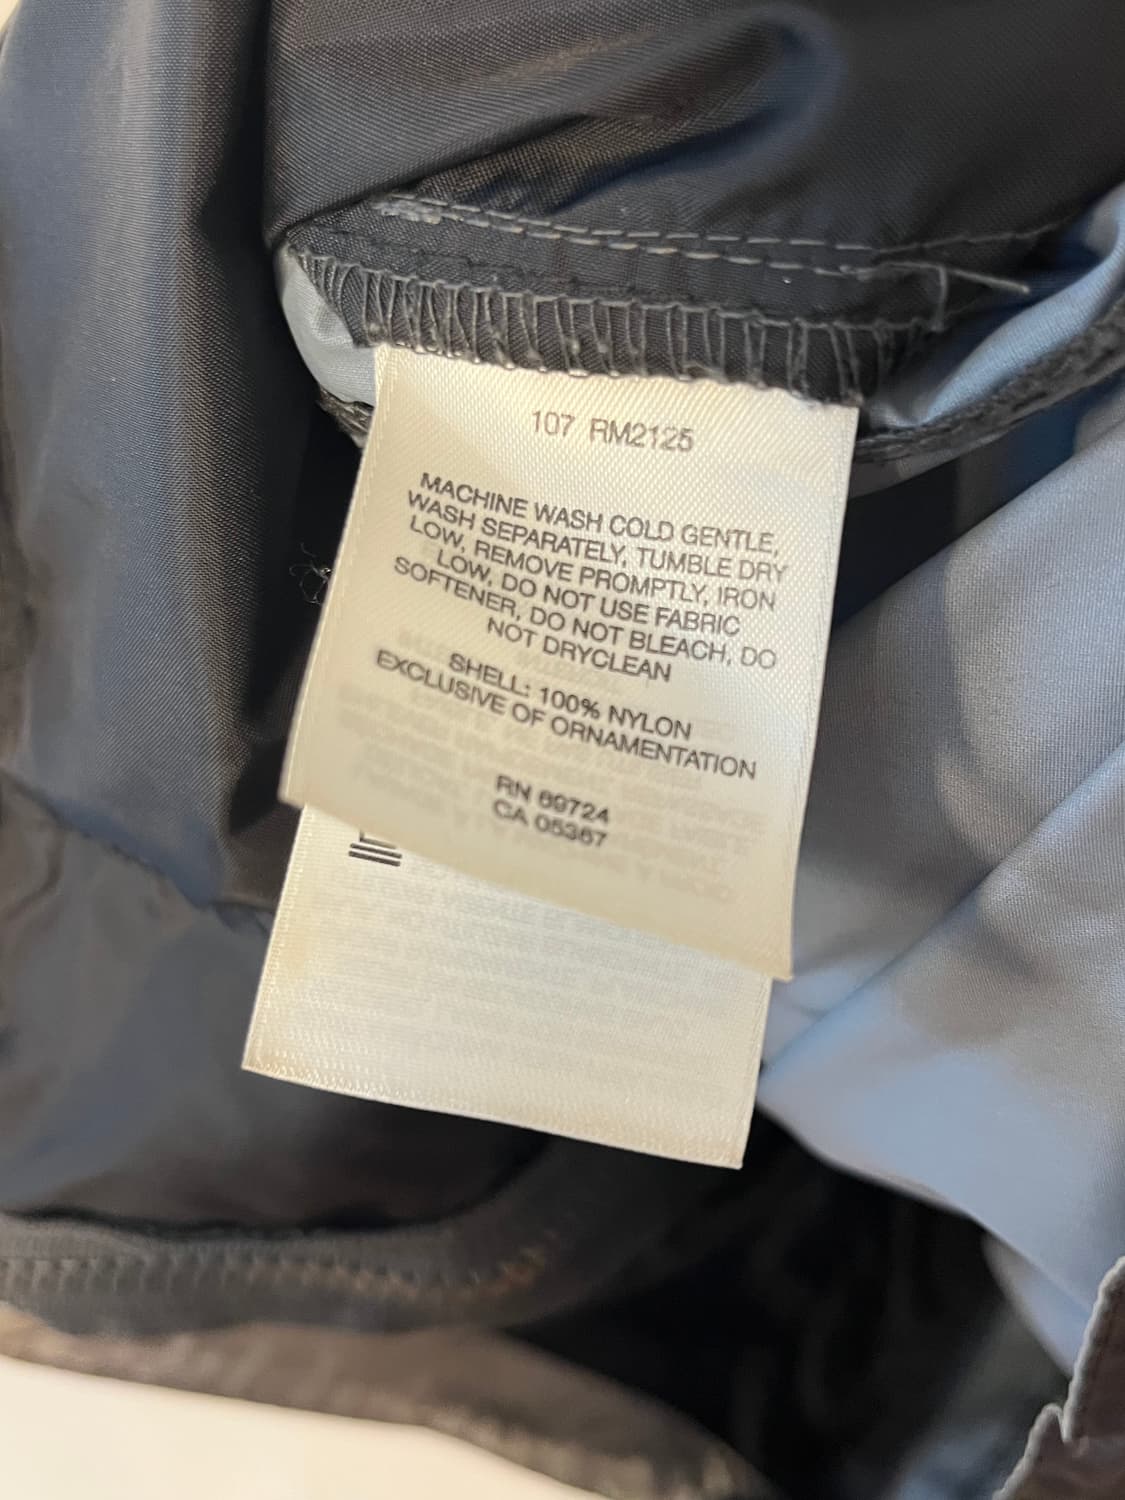 107 RM2125
MACHINE WASH COLD GENTLE,
WASH SEPARATELY, TUMBLE DRY
LOW, REMOVE PROMPTLY, IRON
LOW, DO NOT USE FABRIC
SOFTENER, DO NOT BLEACH, DO
NOT DRYCLEAN
SHELL: 100% NYLON
EXCLUSIVE OF ORNAMENTATION
RN 69724
CA 05367